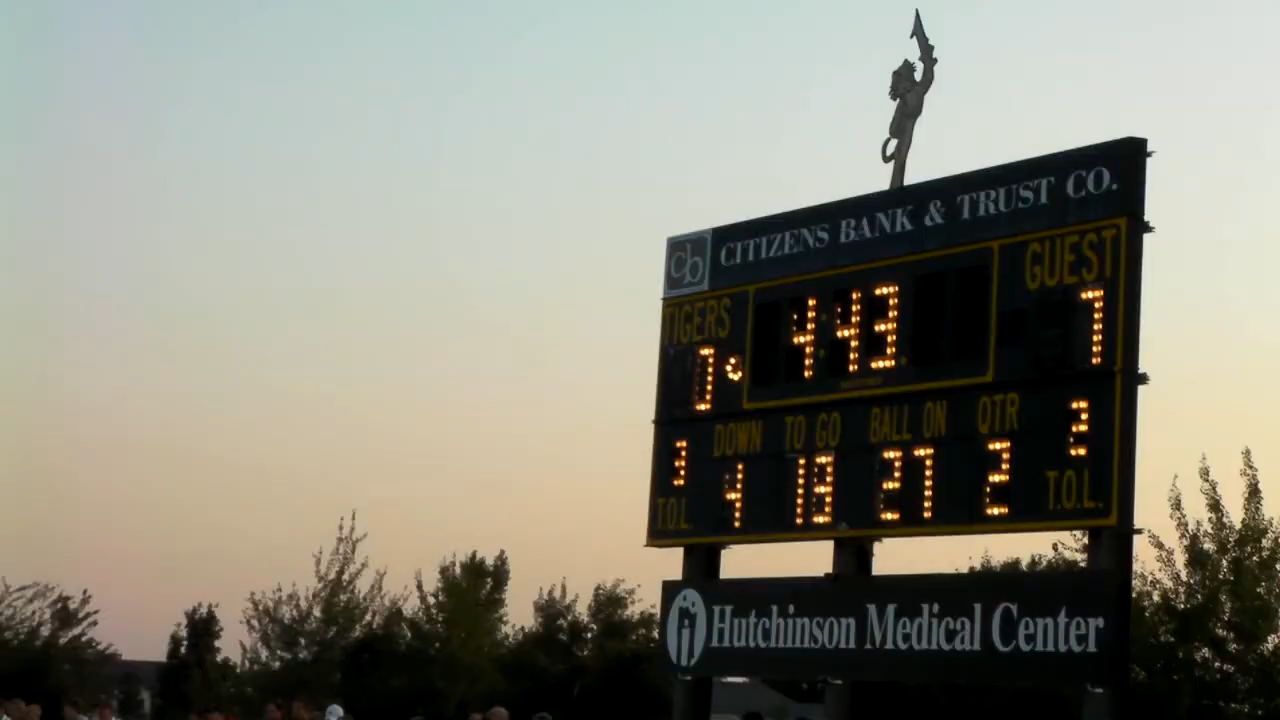 cb CITIZENS BANK & TRUST CO.
TIGERS 4:43 GUEST
0 7
DOWN TO GO BALL ON QTR
3 4 18 27 2 2
T.O.L. T.O.L.
Hutchinson Medical Center